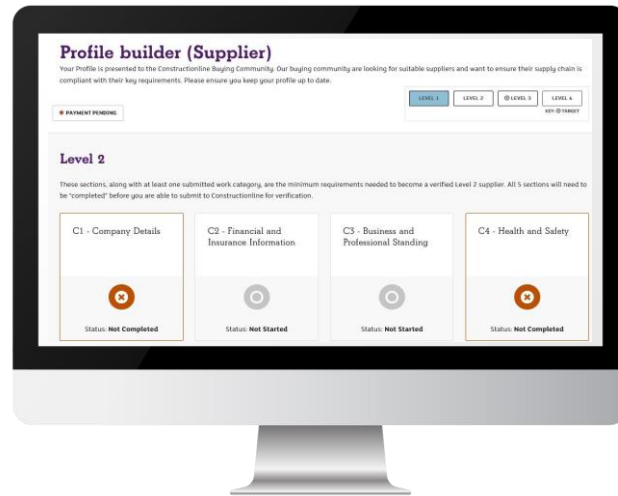 Profile builder (Supplier)
Your Profile is presented to the Constructionline Buying Community. Our buying community are looking for suitable suppliers and want to ensure their supply chain is
compliant with their key requirements. Please ensure you keep your profile up to date.
PAYMENT PENDING
LEVEL 1 LEVEL 2 LEVEL 3 LEVEL 4
KEY: TARGET
Level 2
These sections, along with at least one submitted work category, are the minimum requirements needed to become a verified Level 2 supplier. All 5 sections will need to
be "completed" before you are able to submit to Constructionline for verification.
C1 - Company Details
Status: Not Completed
C2 - Financial and
Insurance Information
Status: Not Started
C3 - Business and
Professional Standing
Status: Not Started
C4 - Health and Safety
Status: Not Completed